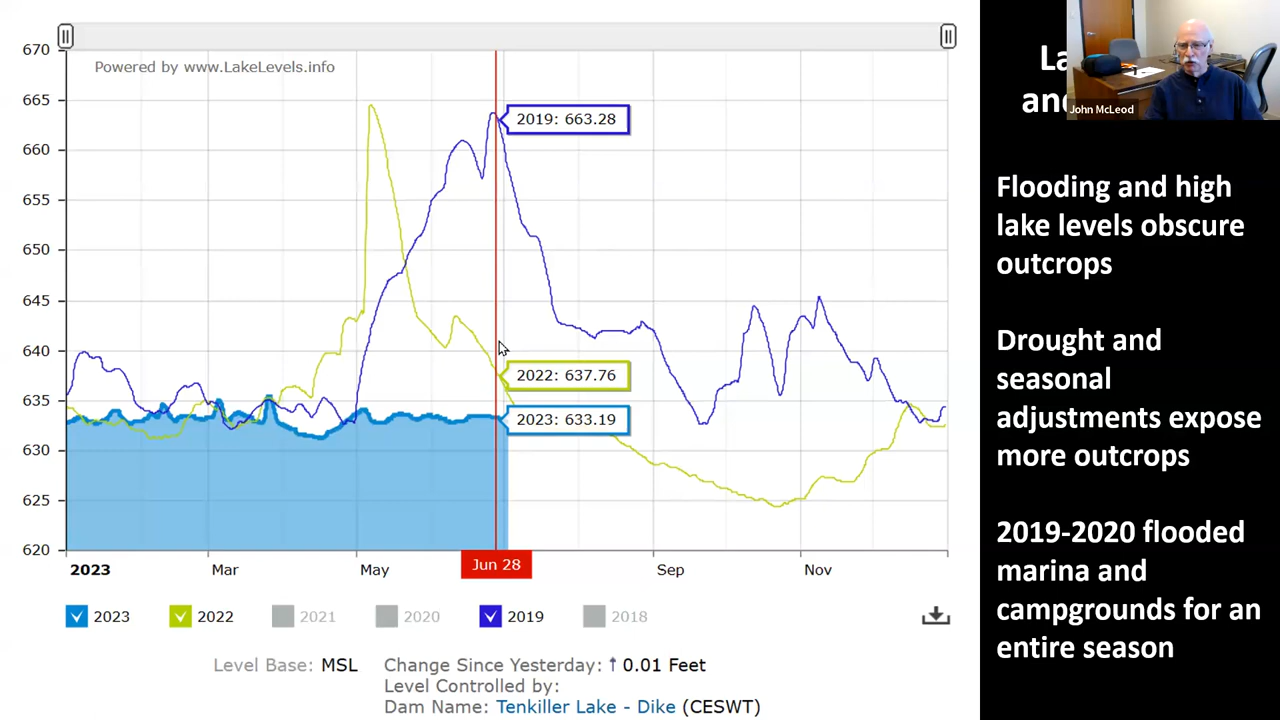 670
665
660
655
650
645
640
635
630
625
620
Powered by www.LakeLevels.info
2019: 663.28
2022: 637.76
2023: 633.19
2023
Mar
May
Jun 28
Sep
Nov
2023
2022
2021
2020
2019
2018
Level Base: MSL
Change Since Yesterday: ↑ 0.01 Feet
Level Controlled by:
Dam Name: Tenkiller Lake - Dike (CESWT)
John McLeod
Flooding and high
lake levels obscure
outcrops
Drought and
seasonal
adjustments expose
more outcrops
2019-2020 flooded
marina and
campgrounds for an
entire season